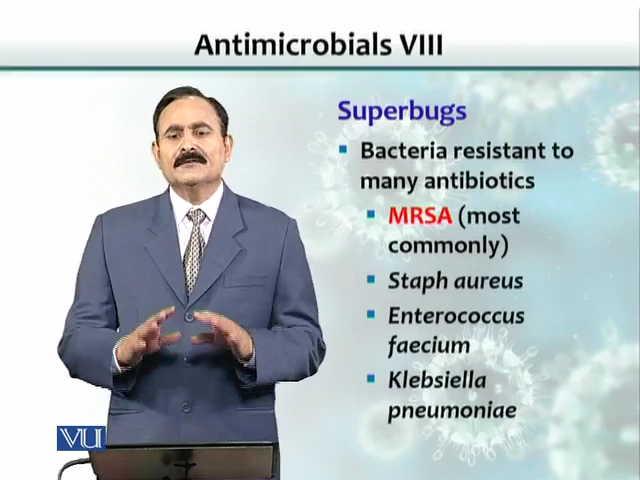 Antimicrobials VIII
Superbugs
Bacteria resistant to
many antibiotics
MRSA (most
commonly)
Staph aureus
Enterococcus
faecium
Klebsiella
pneumoniae
VU